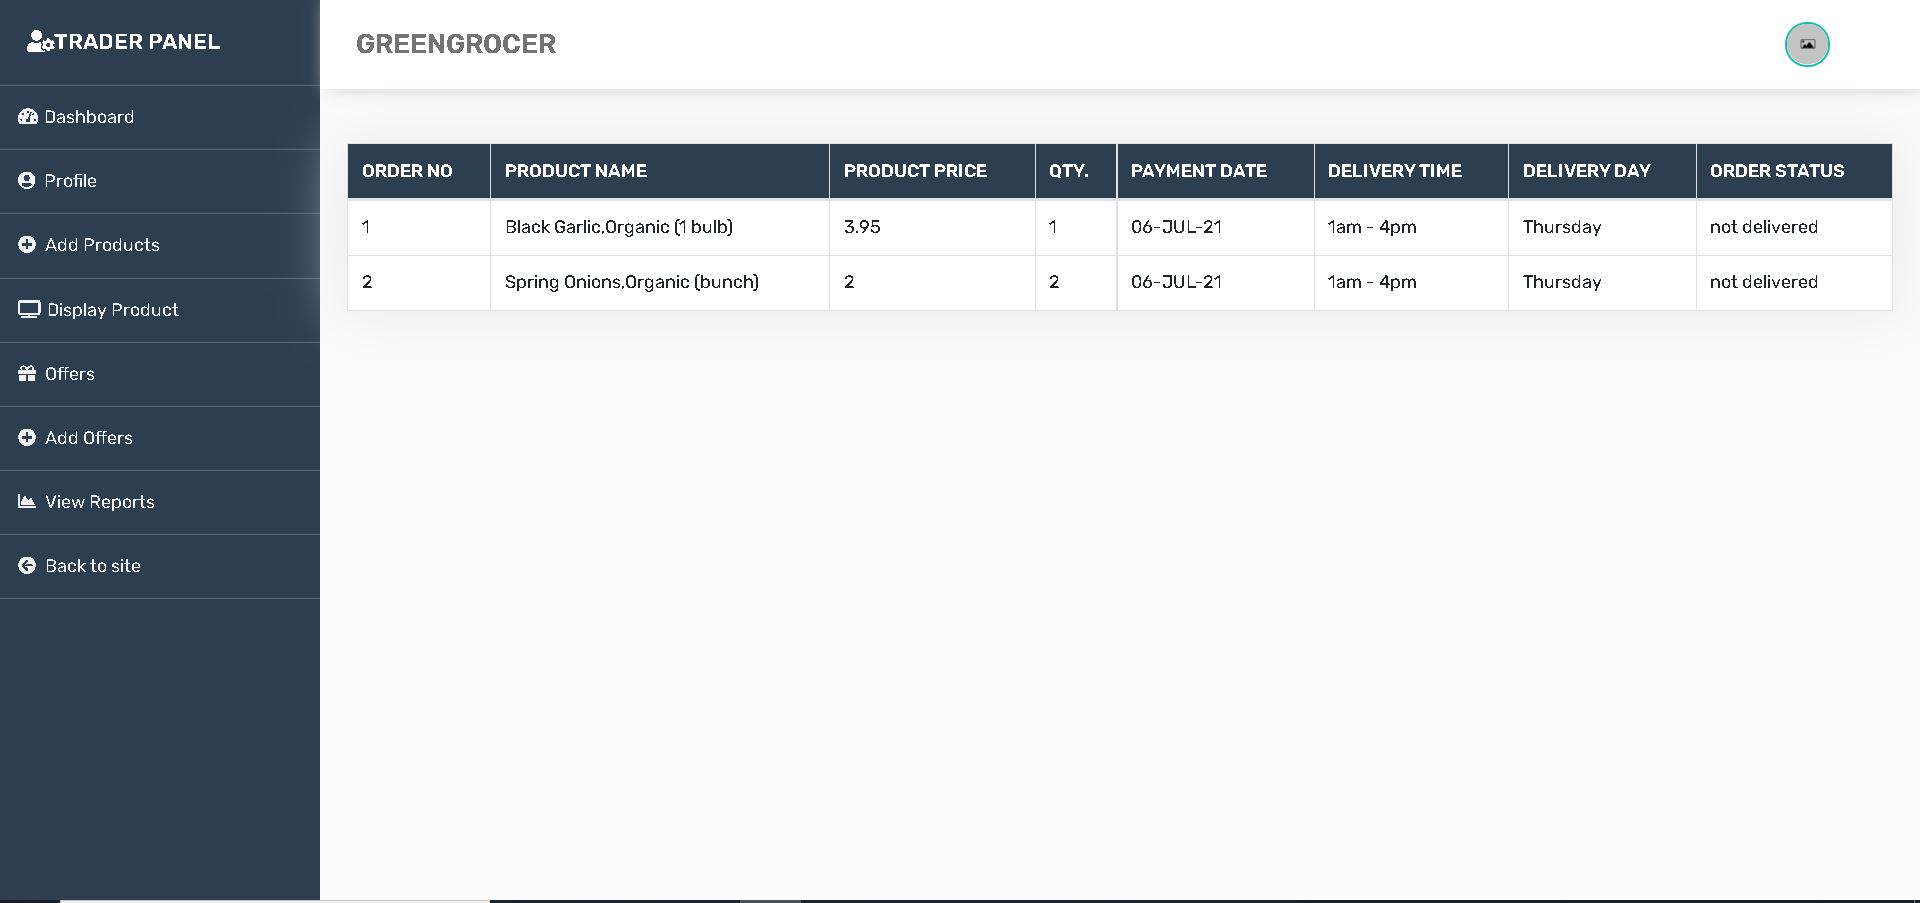 TRADER PANEL
GREENGROCER
Dashboard
Profile
Add Products
Display Product
Offers
Add Offers
View Reports
Back to site
ORDER NO PRODUCT NAME PRODUCT PRICE QTY. PAYMENT DATE DELIVERY TIME DELIVERY DAY ORDER STATUS
1 Black Garlic,Organic (1 bulb) 3.95 1 06-JUL-21 1am - 4pm Thursday not delivered
2 Spring Onions,Organic (bunch) 2 2 06-JUL-21 1am - 4pm Thursday not delivered